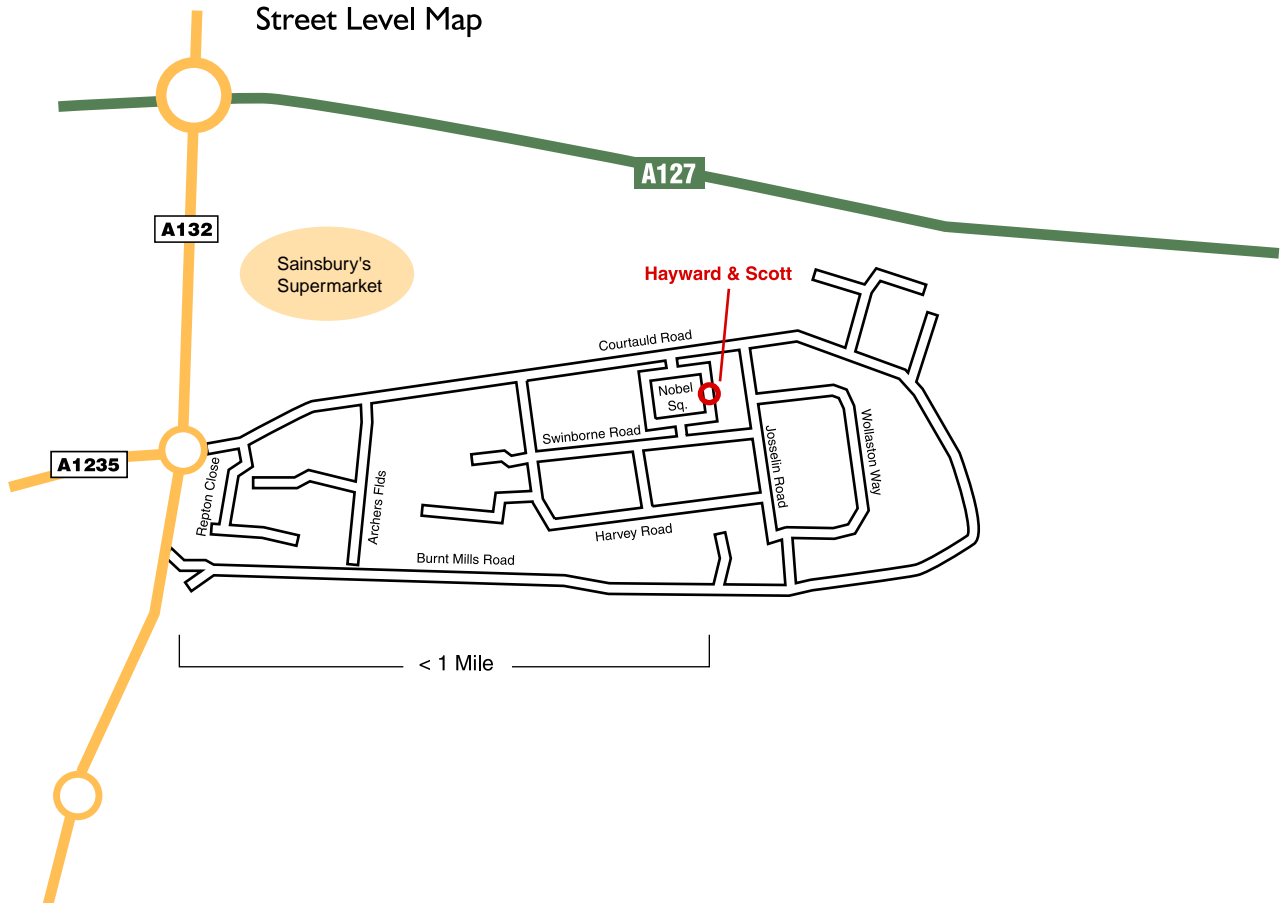 Street Level Map
A127
A132
Sainsbury's
Supermarket
Hayward & Scott
Courtauld Road
Nobel
Sq.
Swinborne Road
Josselin Road
Wollaston Way
A1235
Repton Close
Archers Flds
Harvey Road
Burnt Mills Road
< 1 Mile